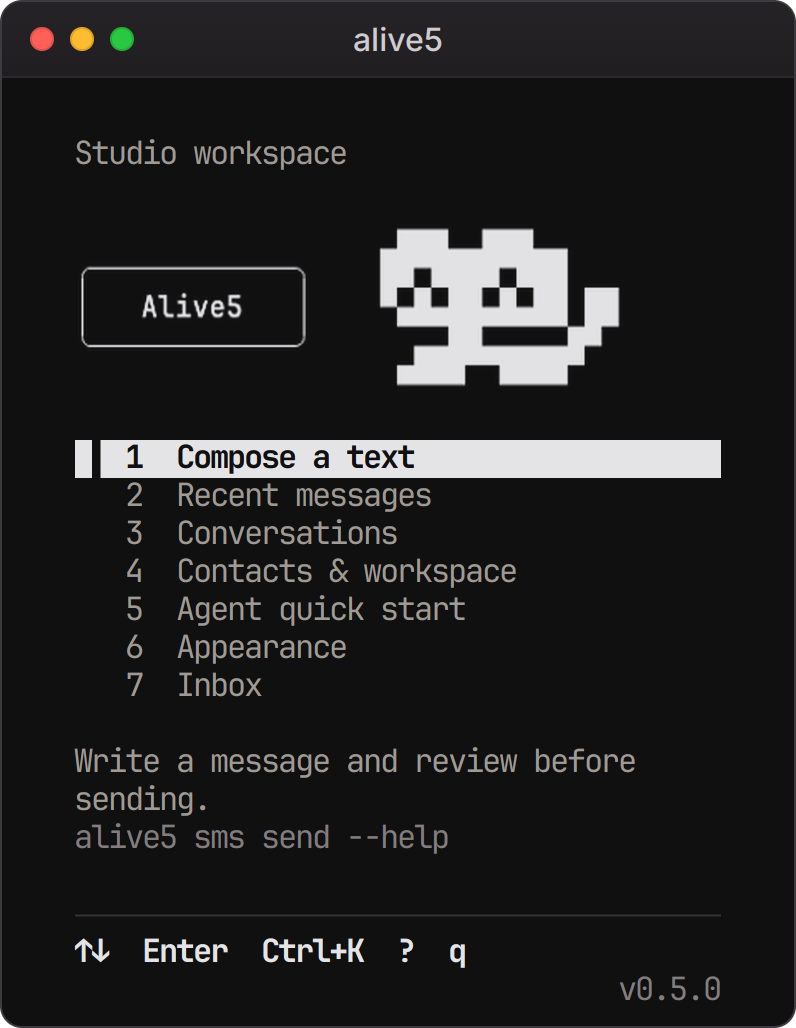 alive5
Studio workspace
Alive5
1 Compose a text
2 Recent messages
3 Conversations
4 Contacts & workspace
5 Agent quick start
6 Appearance
7 Inbox
Write a message and review before
sending.
alive5 sms send --help
↑↓ Enter Ctrl+K ? q
v0.5.0